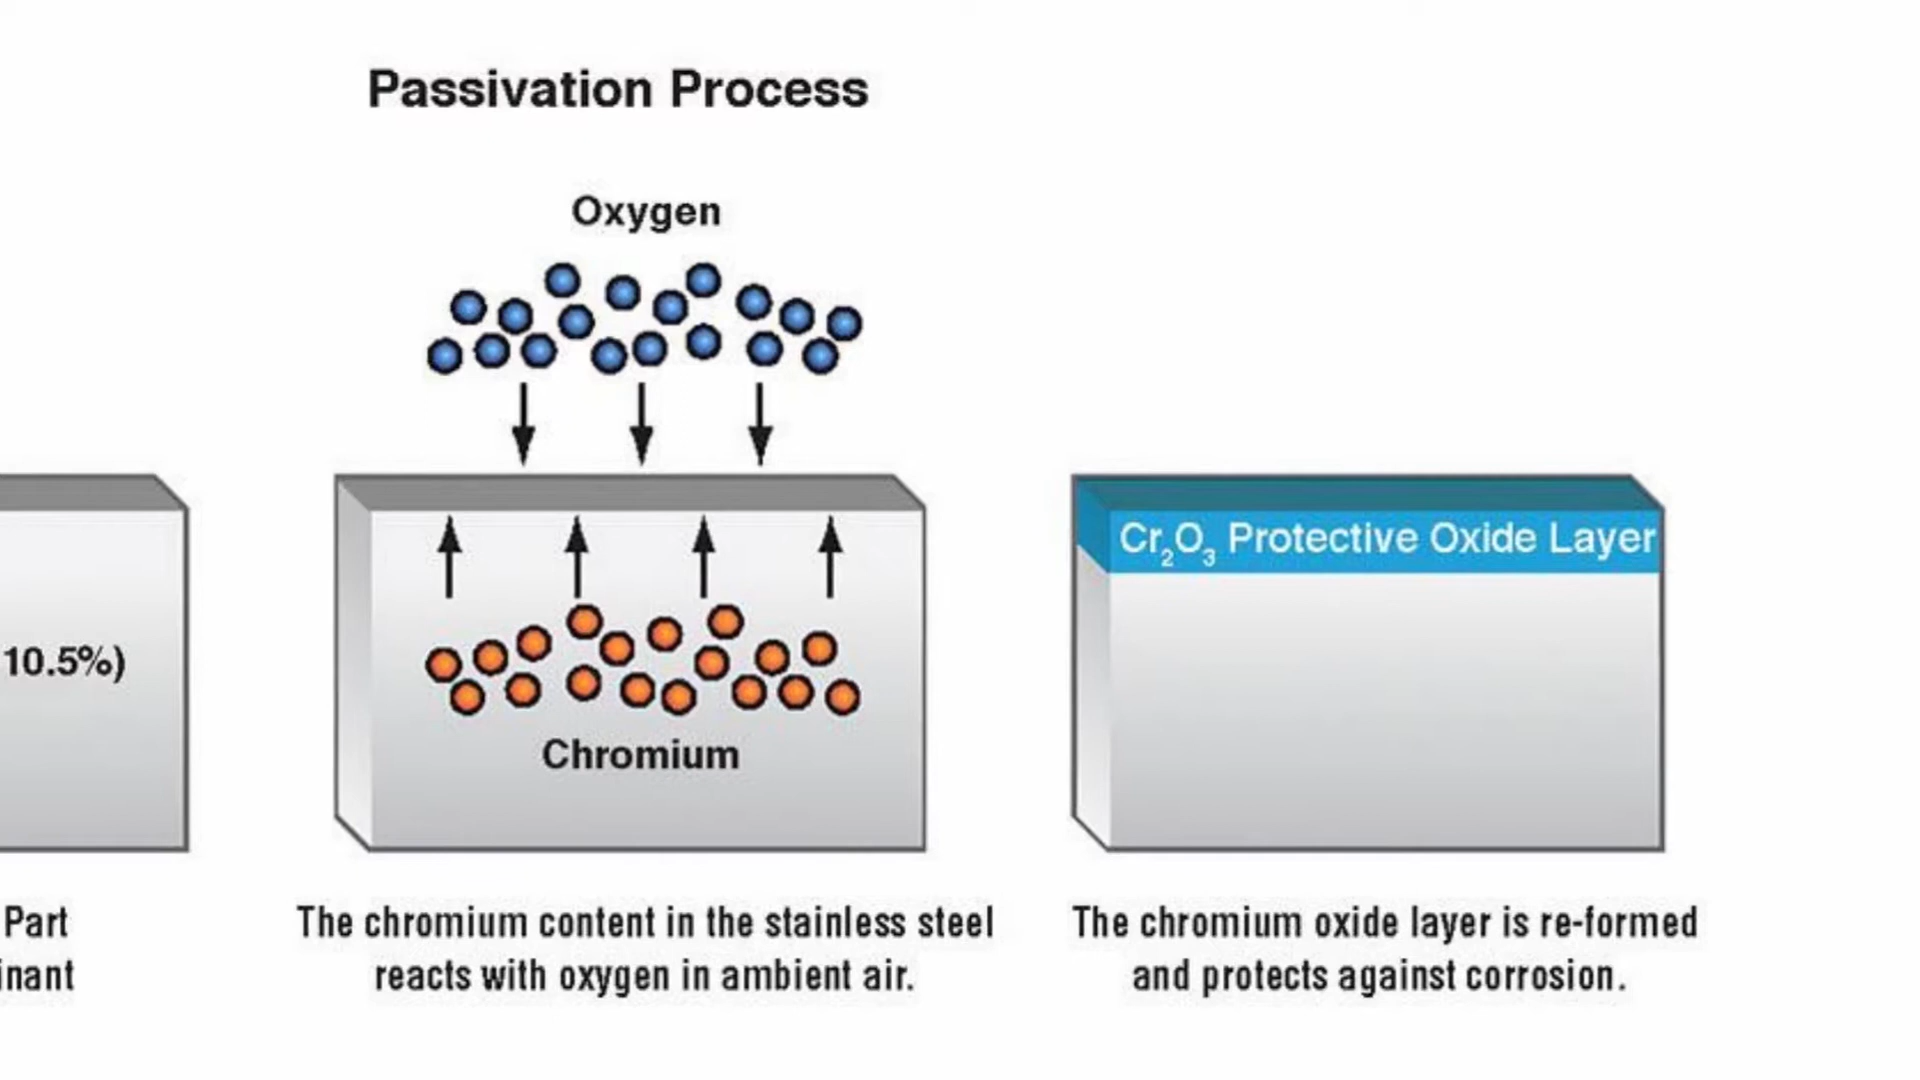 Passivation Process
Oxygen
10.5%)
Chromium
Cr₂O₃ Protective Oxide Layer
Part
The chromium content in the stainless steel
reacts with oxygen in ambient air.
The chromium oxide layer is re-formed
and protects against corrosion.